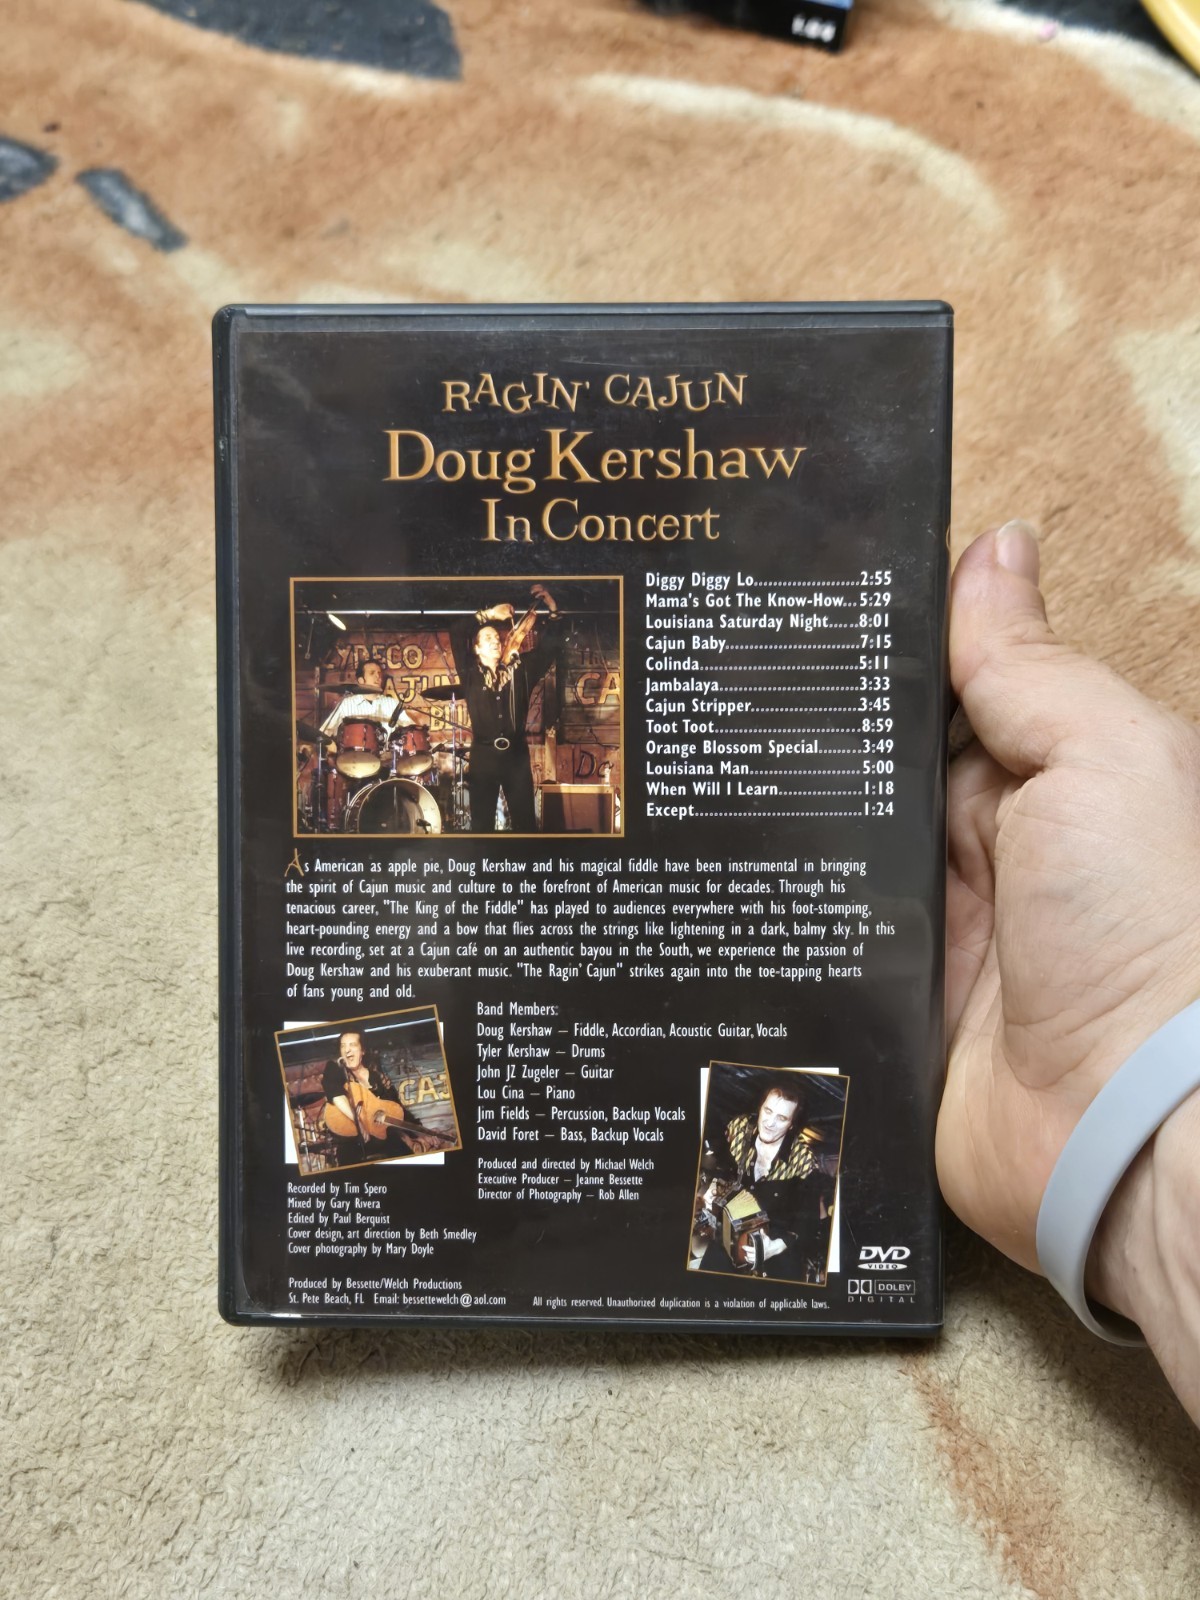 1.04
RAGIN' CAJUN
Doug Kershaw
In Concert
ZYDECO
CAJUN
BLU
The
CA
Do
Diggy Diggy Lo......................2:55
Mama's Got The Know-How...5:29
Louisiana Saturday Night......8:01
Cajun Baby............................7:15
Colinda.................................5:11
Jambalaya.............................3:33
Cajun Stripper.......................3:45
Toot Toot..............................8:59
Orange Blossom Special.........3:49
Louisiana Man.......................5:00
When Will I Learn.................1:18
Except...................................1:24
As American as apple pie, Doug Kershaw and his magical fiddle have been instrumental in bringing
the spirit of Cajun music and culture to the forefront of American music for decades. Through his
tenacious career, "The King of the Fiddle" has played to audiences everywhere with his foot-stomping,
heart-pounding energy and a bow that flies across the strings like lightening in a dark, balmy sky. In this
live recording, set at a Cajun café on an authentic bayou in the South, we experience the passion of
Doug Kershaw and his exuberant music. "The Ragin' Cajun" strikes again into the toe-tapping hearts
of fans young and old.
The
CAJ
Band Members:
Doug Kershaw – Fiddle, Accordian, Acoustic Guitar, Vocals
Tyler Kershaw – Drums
John JZ Zugeler – Guitar
Lou Cina – Piano
Jim Fields – Percussion, Backup Vocals
David Foret – Bass, Backup Vocals
Produced and directed by Michael Welch
Executive Producer – Jeanne Bessette
Director of Photography – Rob Allen
Recorded by Tim Spero
Mixed by Gary Rivera
Edited by Paul Berquist
Cover design, art direction by Beth Smedley
Cover photography by Mary Doyle
Produced by Bessette/Welch Productions
St. Pete Beach, FL Email: bessettewelch@aol.com
All rights reserved. Unauthorized duplication is a violation of applicable laws.
DVD
VIDEO
DOLBY
DIGITAL